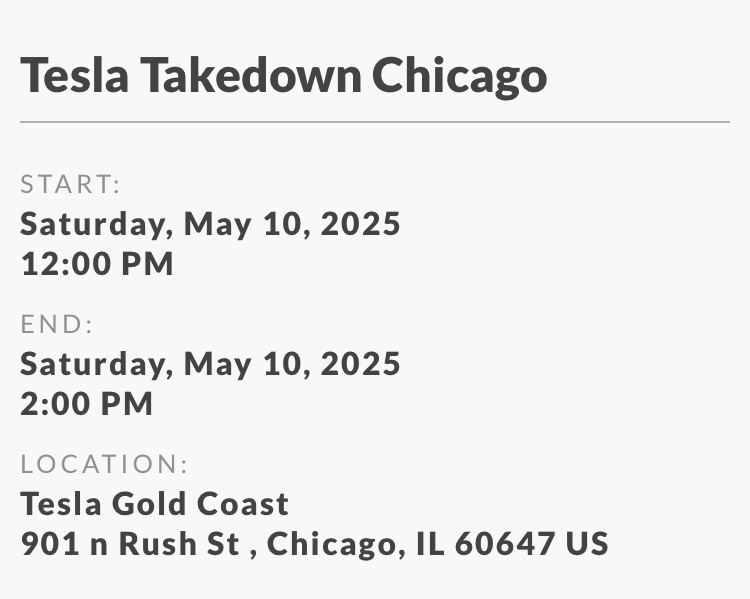 Tesla Takedown Chicago
START:
Saturday, May 10, 2025
12:00 PM
END:
Saturday, May 10, 2025
2:00 PM
LOCATION:
Tesla Gold Coast
901 n Rush St , Chicago, IL 60647 US